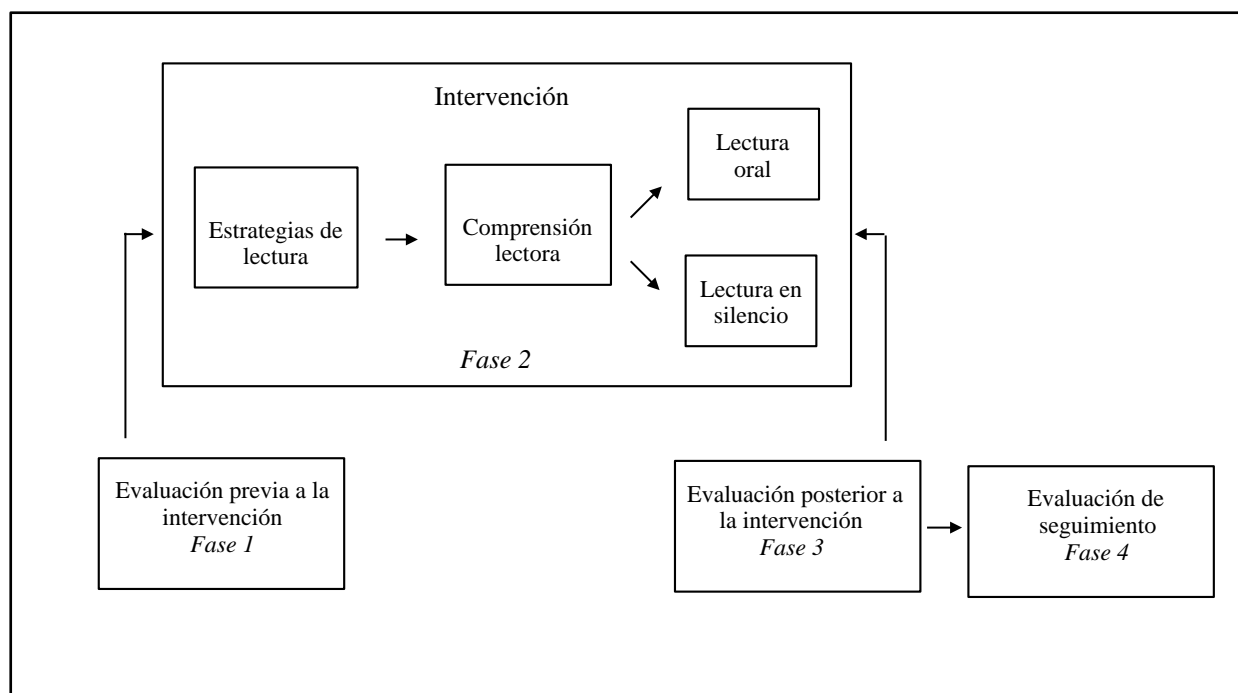 Intervención
Estrategias de
lectura
Comprensión
lectora
Lectura
oral
Lectura en
silencio
Fase 2
Evaluación previa a la
intervención
Fase 1
Evaluación posterior a
la intervención
Fase 3
Evaluación de
seguimiento
Fase 4